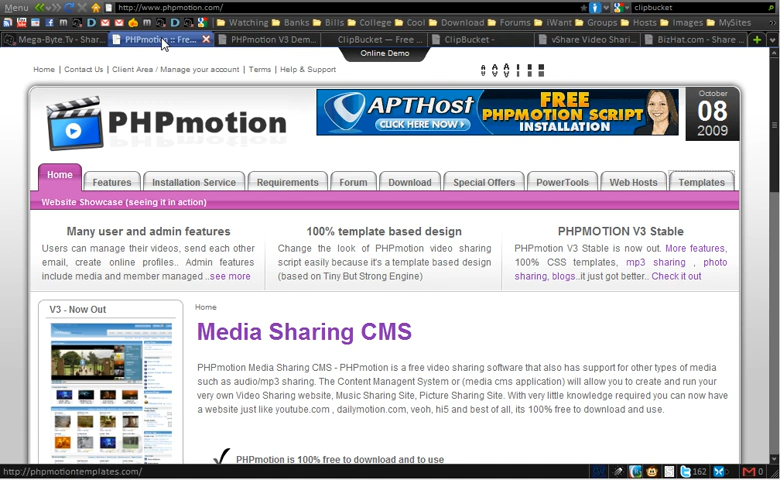 Menu
http://www.phpmotion.com/
clipbucket
Watching Banks Bills College Cool Download Forums iWant Groups Hosts Images MySites
Mega-Byte.Tv - Shar...
PHPmotion :: Fre...
PHPmotion V3 Dem...
ClipBucket — Free ...
ClipBucket -
vShare Video Shari...
BizHat.com - Share ...
Online Demo
Home | Contact Us | Client Area / Manage your account | Terms | Help & Support
PHPmotion
APTHOST
CLICK HERE NOW
FREE
PHPMOTION SCRIPT
INSTALLATION
October
08
2009
Home
Features
Installation Service
Requirements
Forum
Download
Special Offers
PowerTools
Web Hosts
Templates
Website Showcase (seeing it in action)
Many user and admin features
Users can manage their videos, send each other
email, create online profiles.. Admin features
include media and member managed ..see more
100% template based design
Change the look of PHPmotion video sharing
script easily because it's a template based design
(based on Tiny But Strong Engine)
PHPMOTION V3 Stable
PHPmotion V3 Stable is now out. More features,
100% CSS templates, mp3 sharing , photo
sharing, blogs..it just got better.. Check it out
V3 - Now Out
Home
Media Sharing CMS
PHPmotion Media Sharing CMS - PHPmotion is a free video sharing software that also has support for other types of media
such as audio/mp3 sharing. The Content Managent System or (media cms application) will allow you to create and run your
very own Video Sharing website, Music Sharing Site, Picture Sharing Site. With very little knowledge required you can now have
a website just like youtube.com , dailymotion.com, veoh, hi5 and best of all, its 100% free to download and use.
PHPmotion is 100% free to download and to use
http://phpmotiontemplates.com/
162
0